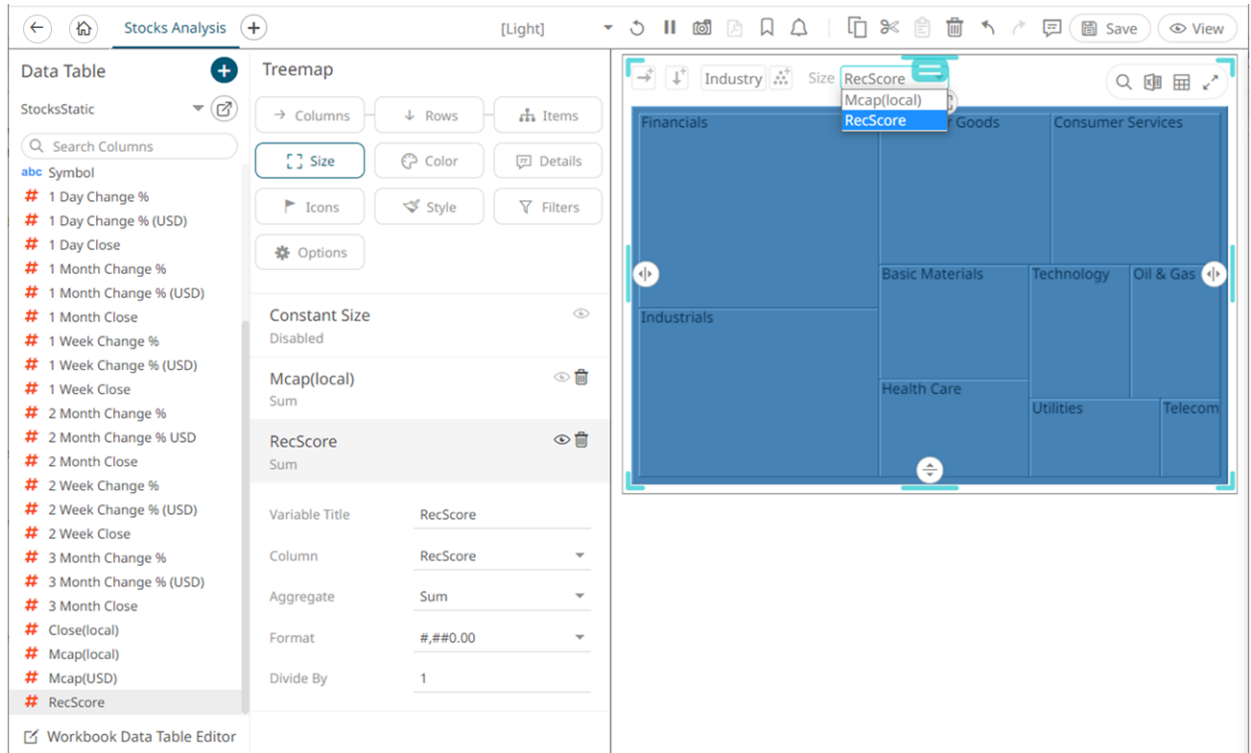 Stocks Analysis
[Light]
Save
View
Data Table
StocksStatic
Search Columns
abc Symbol
# 1 Day Change %
# 1 Day Change % (USD)
# 1 Day Close
# 1 Month Change %
# 1 Month Change % (USD)
# 1 Month Close
# 1 Week Change %
# 1 Week Change % (USD)
# 1 Week Close
# 2 Month Change %
# 2 Month Change % USD
# 2 Month Close
# 2 Week Change %
# 2 Week Change % (USD)
# 2 Week Close
# 3 Month Change %
# 3 Month Change % (USD)
# 3 Month Close
# Close(local)
# Mcap(local)
# Mcap(USD)
# RecScore
Workbook Data Table Editor
Treemap
Columns
Rows
Items
Size
Color
Details
Icons
Style
Filters
Options
Constant Size
Disabled
Mcap(local)
Sum
RecScore
Sum
Variable Title RecScore
Column RecScore
Aggregate Sum
Format #,##0.00
Divide By 1
Industry
Size RecScore
Mcap(local)
RecScore
Financials
Goods
Consumer Services
Basic Materials
Technology
Oil & Gas
Industrials
Health Care
Utilities
Telecom